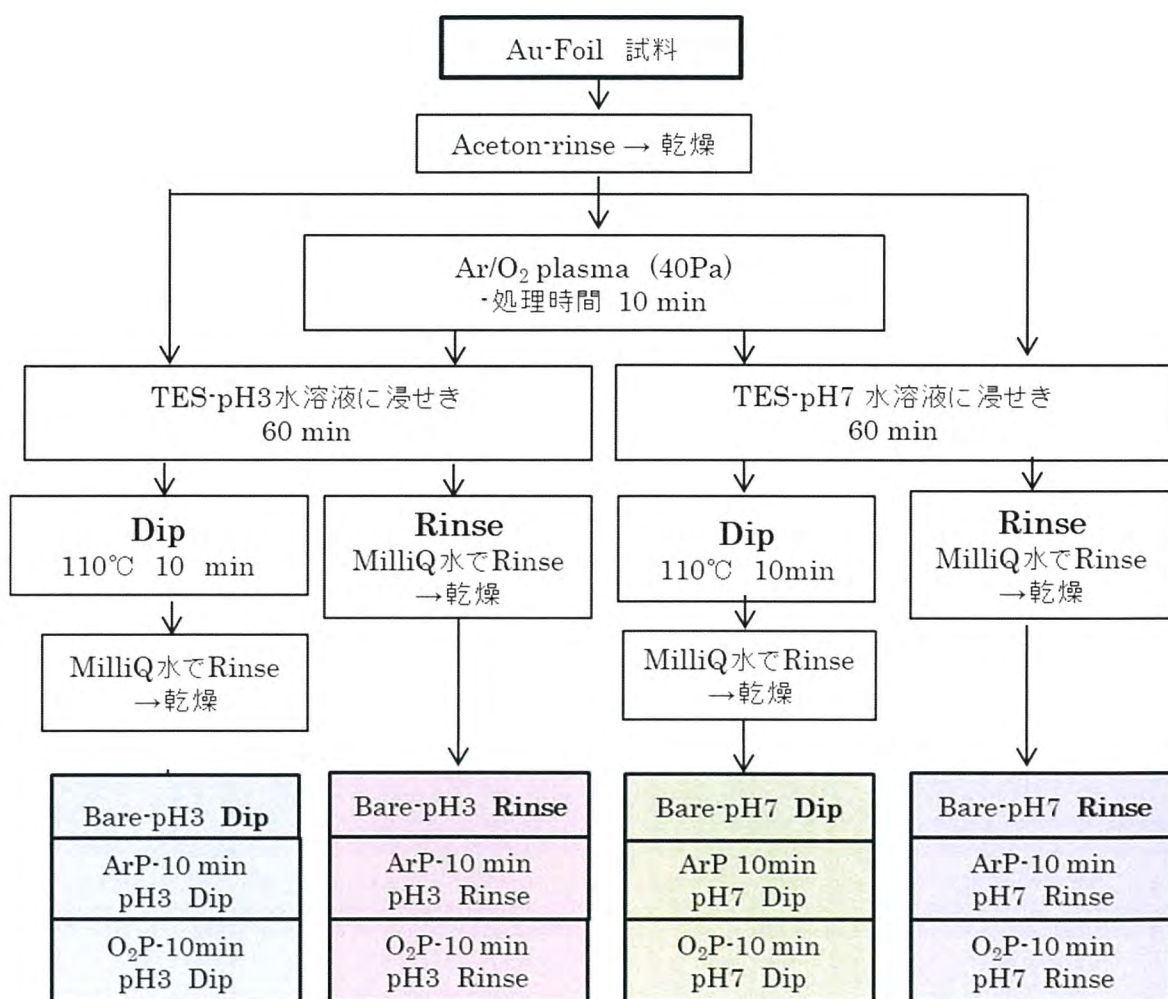 Au-Foil 試料
Aceton-rinse → 乾燥
Ar/O₂ plasma (40Pa)
-処理時間 10 min
TES-pH3水溶液に浸せき
60 min
TES-pH7 水溶液に浸せき
60 min
Dip
110℃ 10 min
Rinse
MilliQ水でRinse
→乾燥
Dip
110℃ 10min
Rinse
MilliQ水でRinse
→乾燥
MilliQ水でRinse
→乾燥
MilliQ水でRinse
→乾燥
Bare-pH3 Dip
ArP-10 min
pH3 Dip
O₂P-10min
pH3 Dip
Bare-pH3 Rinse
ArP-10 min
pH3 Rinse
O₂P-10 min
pH3 Rinse
Bare-pH7 Dip
ArP 10min
pH7 Dip
O₂P-10 min
pH7 Dip
Bare-pH7 Rinse
ArP-10 min
pH7 Rinse
O₂P-10 min
pH7 Rinse